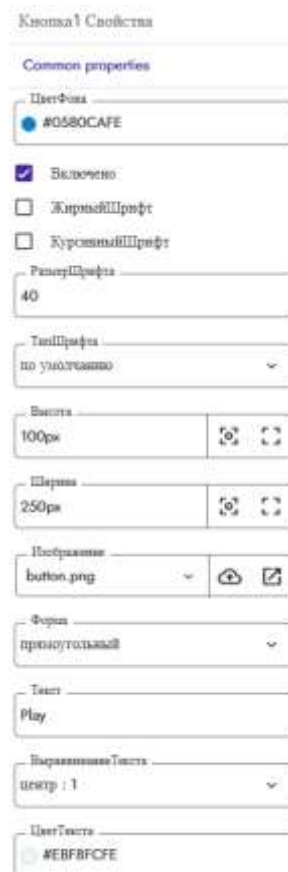 Кнопка1 Свойства
Common properties
ЦветФона
#0580CAFE
Включено
ЖирныйШрифт
КурсивныйШрифт
РазмерШрифта
40
ТипШрифта
по умолчанию
Высота
100px
Ширина
250px
Изображение
button.png
Форма
прямоугольный
Текст
Play
ВыравниваниеТекста
центр : 1
ЦветТекста
#EBF8FCFE